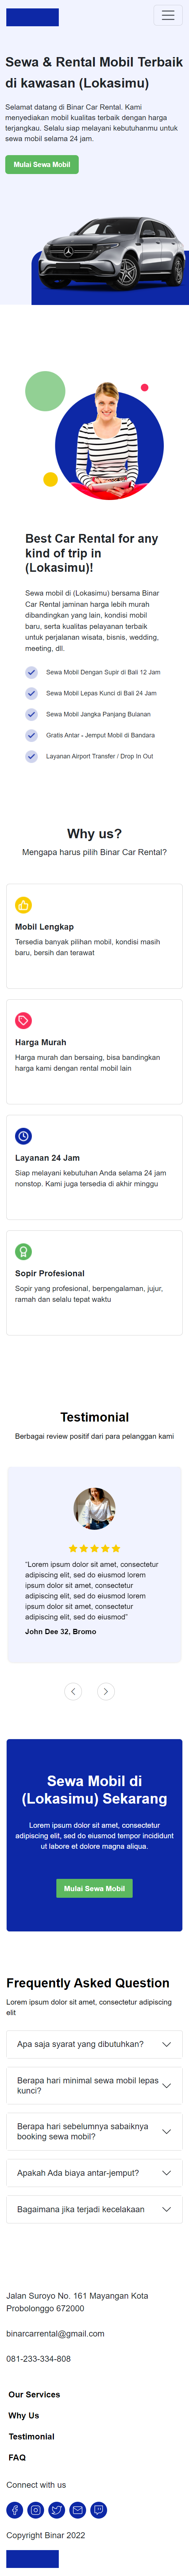 Sewa & Rental Mobil Terbaik
di kawasan (Lokasimu)
Selamat datang di Binar Car Rental. Kami
menyediakan mobil kualitas terbaik dengan harga
terjangkau. Selalu siap melayani kebutuhanmu untuk
sewa mobil selama 24 jam.
Mulai Sewa Mobil
Best Car Rental for any
kind of trip in
(Lokasimu)!
Sewa mobil di (Lokasimu) bersama Binar
Car Rental jaminan harga lebih murah
dibandingkan yang lain, kondisi mobil
baru, serta kualitas pelayanan terbaik
untuk perjalanan wisata, bisnis, wedding,
meeting, dll.
Sewa Mobil Dengan Supir di Bali 12 Jam
Sewa Mobil Lepas Kunci di Bali 24 Jam
Sewa Mobil Jangka Panjang Bulanan
Gratis Antar - Jemput Mobil di Bandara
Layanan Airport Transfer / Drop In Out
Why us?
Mengapa harus pilih Binar Car Rental?
Mobil Lengkap
Tersedia banyak pilihan mobil, kondisi masih
baru, bersih dan terawat
Harga Murah
Harga murah dan bersaing, bisa bandingkan
harga kami dengan rental mobil lain
Layanan 24 Jam
Siap melayani kebutuhan Anda selama 24 jam
nonstop. Kami juga tersedia di akhir minggu
Sopir Profesional
Sopir yang profesional, berpengalaman, jujur,
ramah dan selalu tepat waktu
Testimonial
Berbagai review positif dari para pelanggan kami
"Lorem ipsum dolor sit amet, consectetur
adipiscing elit, sed do eiusmod lorem
ipsum dolor sit amet, consectetur
adipiscing elit, sed do eiusmod lorem
ipsum dolor sit amet, consectetur
adipiscing elit, sed do eiusmod"
John Dee 32, Bromo
Sewa Mobil di
(Lokasimu) Sekarang
Lorem ipsum dolor sit amet, consectetur
adipiscing elit, sed do eiusmod tempor incididunt
ut labore et dolore magna aliqua.
Mulai Sewa Mobil
Frequently Asked Question
Lorem ipsum dolor sit amet, consectetur adipiscing
elit
Apa saja syarat yang dibutuhkan?
Berapa hari minimal sewa mobil lepas
kunci?
Berapa hari sebelumnya sabaiknya
booking sewa mobil?
Apakah Ada biaya antar-jemput?
Bagaimana jika terjadi kecelakaan
Jalan Suroyo No. 161 Mayangan Kota
Probolonggo 672000
binarcarrental@gmail.com
081-233-334-808
Our Services
Why Us
Testimonial
FAQ
Connect with us
Copyright Binar 2022